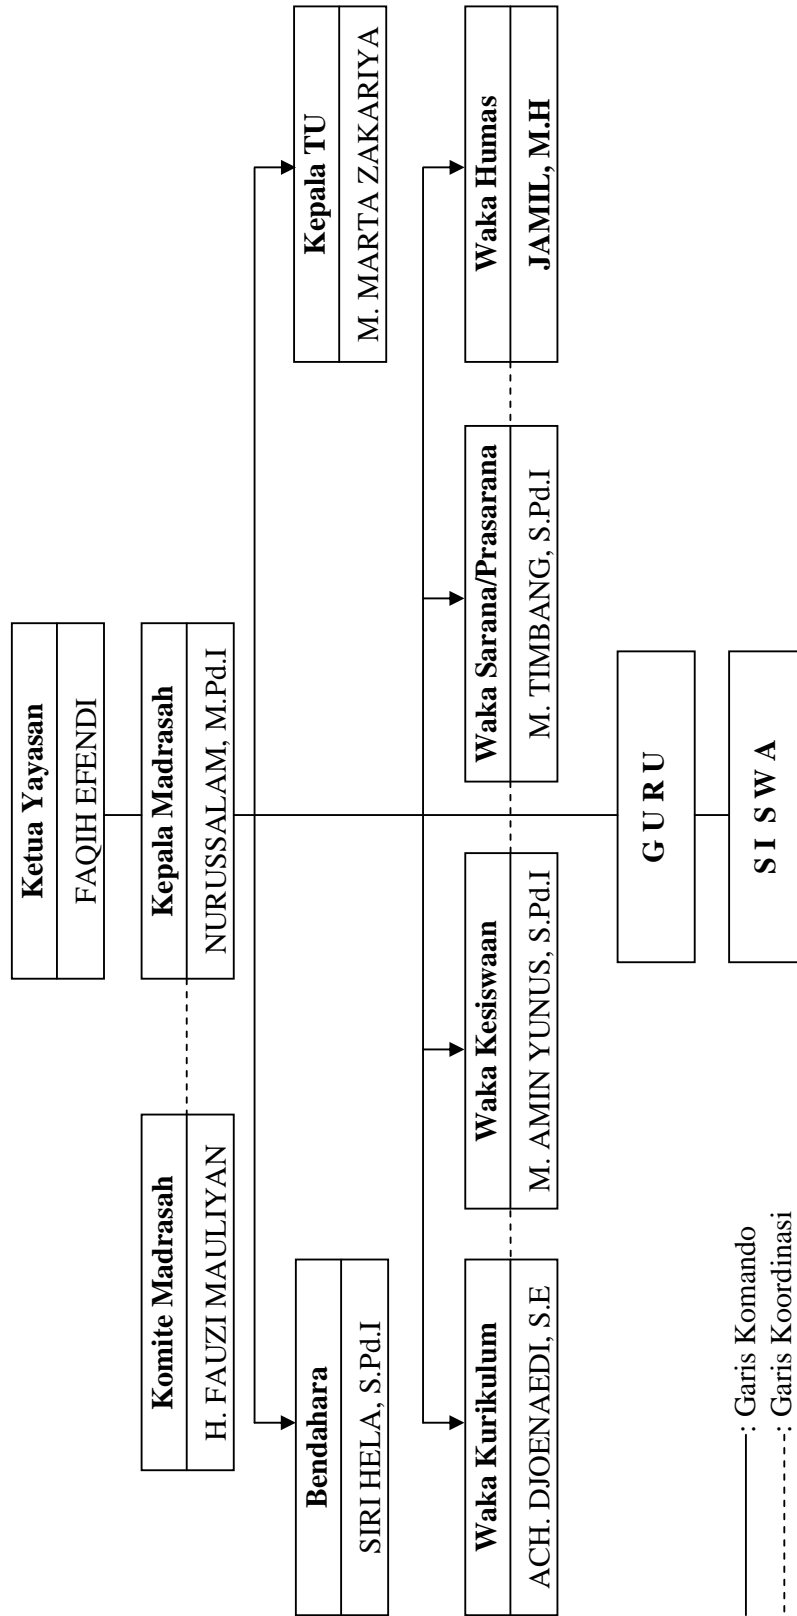 Ketua Yayasan
FAQIH EFENDI
Komite Madrasah
H. FAUZI MAULIYAN
Kepala Madrasah
NURUSSALAM, M.Pd.I
Bendahara
SIRI HELA, S.Pd.I
Kepala TU
M. MARTA ZAKARIYA
Waka Kurikulum
ACH. DJOENAEDI, S.E
Waka Kesiswaan
M. AMIN YUNUS, S.Pd.I
Waka Sarana/Prasarana
M. TIMBANG, S.Pd.I
Waka Humas
JAMIL, M.H
G U R U
S I S W A
: Garis Komando
: Garis Koordinasi